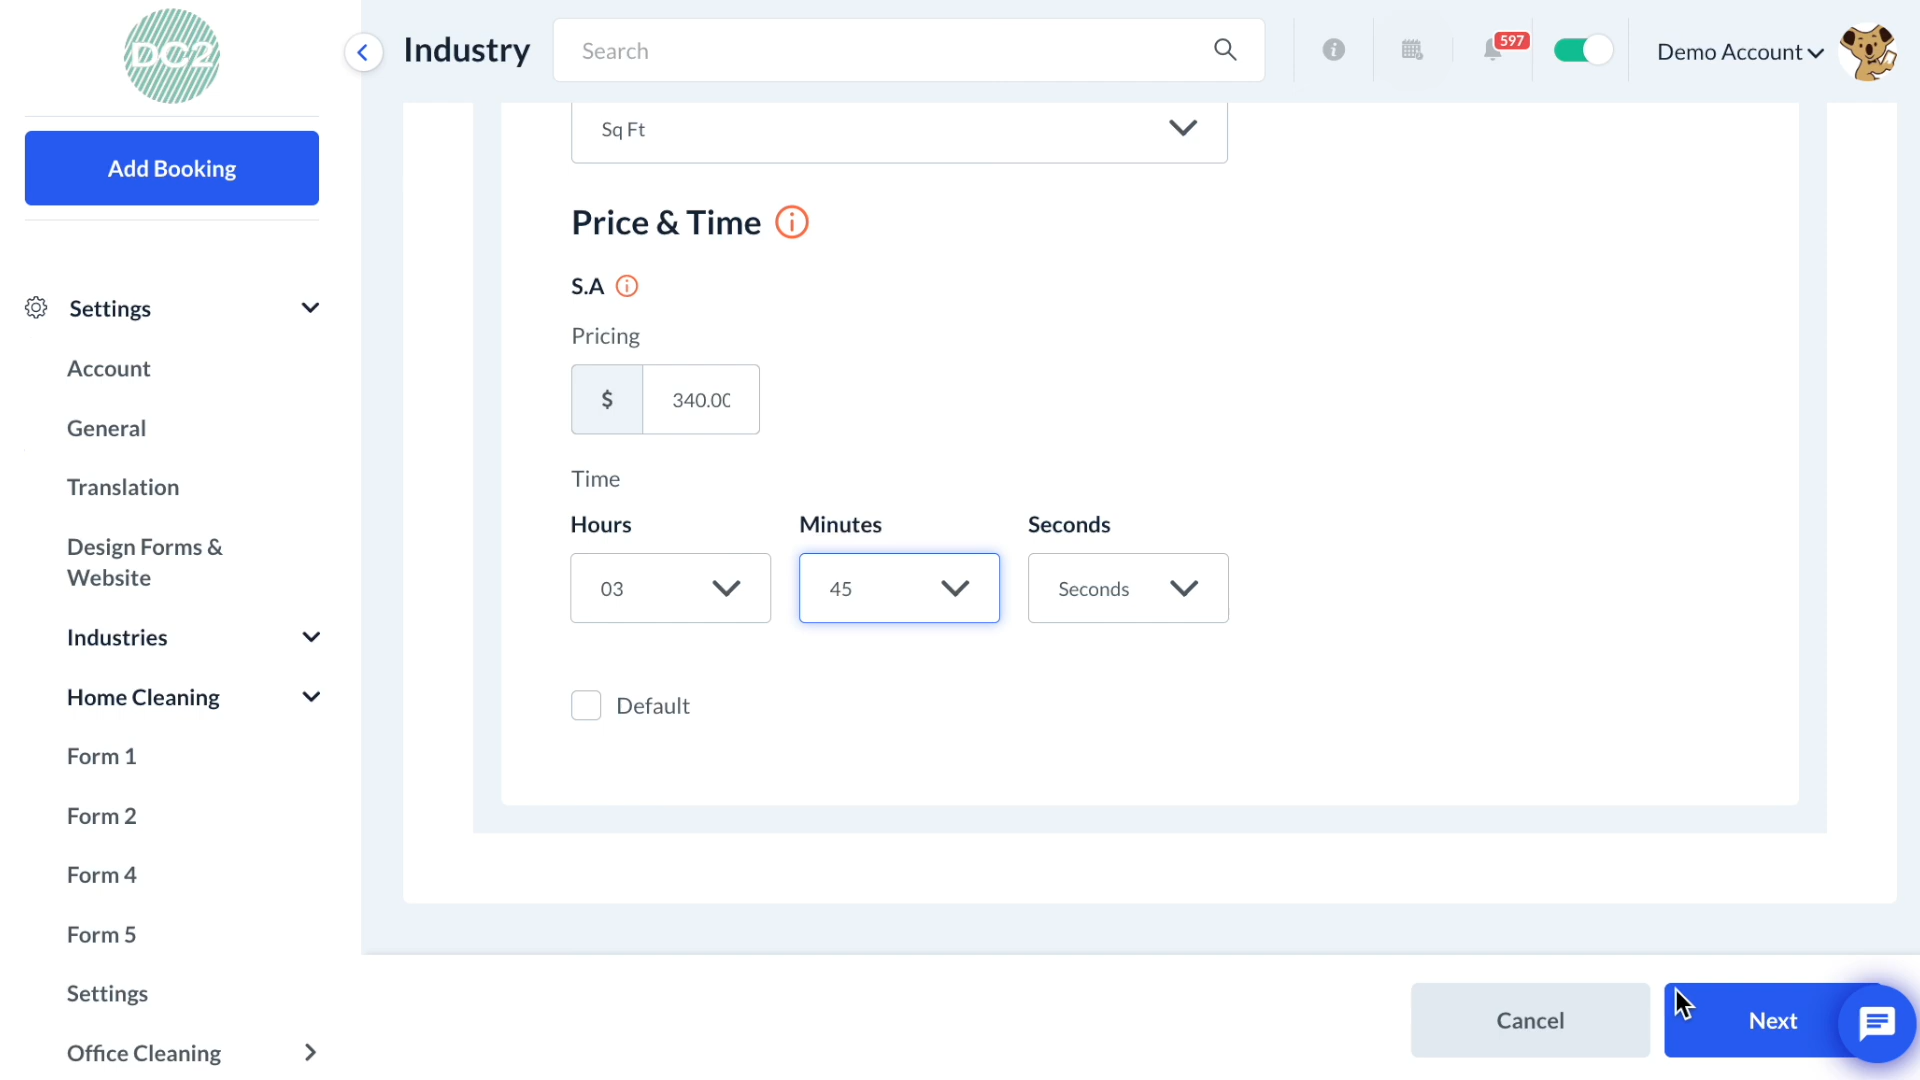 DC2
Industry
Search
597
Demo Account
Add Booking
Sq Ft
Price & Time
S.A
Pricing
$ 340.00
Time
Hours Minutes Seconds
03 45 Seconds
Default
Settings
Account
General
Translation
Design Forms &
Website
Industries
Home Cleaning
Form 1
Form 2
Form 4
Form 5
Settings
Office Cleaning
Cancel
Next